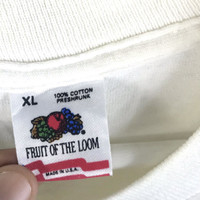 XL
100% COTTON
PRESHRUNK
FRUIT OF THE LOOM
MADE IN U.S.A.